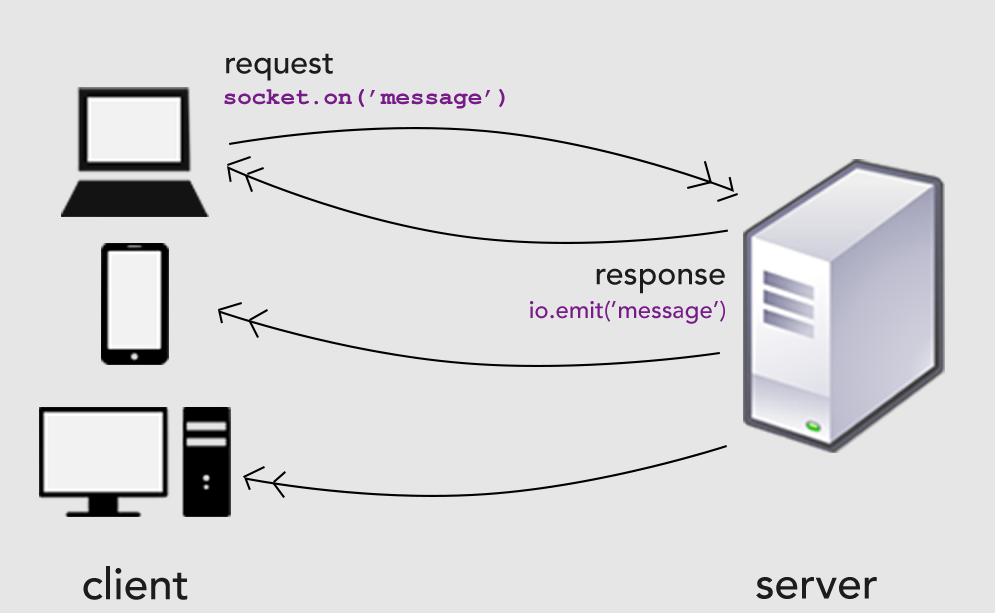 request
socket.on(’message’)
response
io.emit(’message’)
client
server